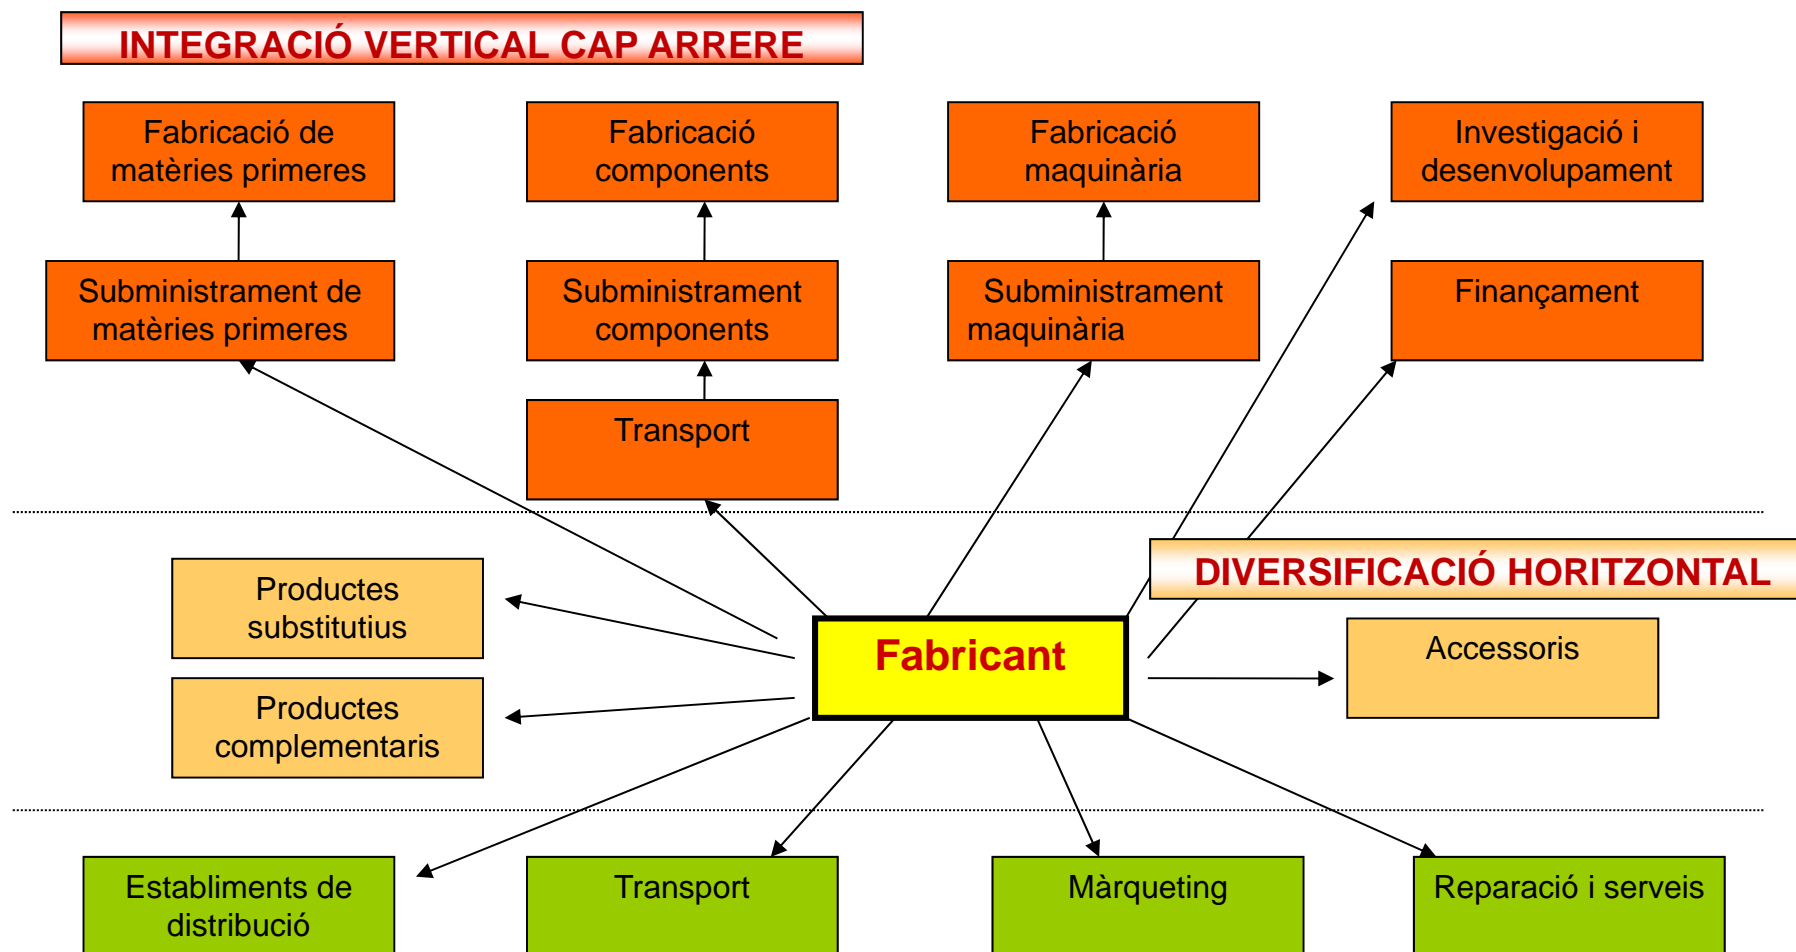 INTEGRACIÓ VERTICAL CAP ARRERE
Fabricació de
matèries primeres
Fabricació
components
Fabricació
maquinària
Investigació i
desenvolupament
Subministrament de
matèries primeres
Subministrament
components
Subministrament
maquinària
Finançament
Transport
DIVERSIFICACIÓ HORITZONTAL
Productes
substitutius
Fabricant
Accessoris
Productes
complementaris
Establiments de
distribució
Transport
Màrqueting
Reparació i serveis